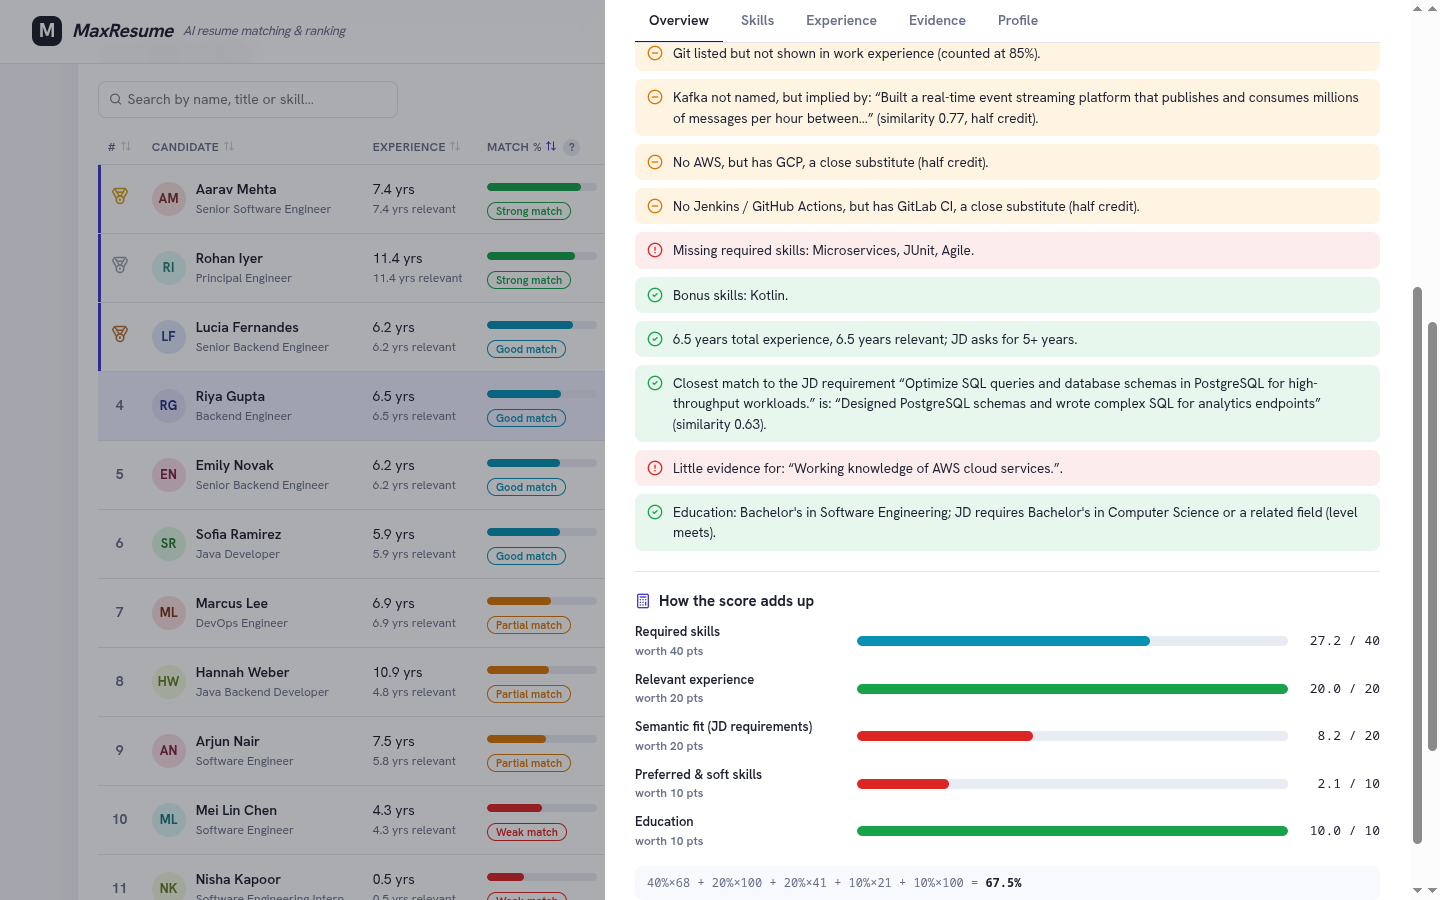 M MaxResume AI resume matching & ranking
Search by name, title or skill...
# CANDIDATE EXPERIENCE MATCH % ?
AM Aarav Mehta 7.4 yrs
Senior Software Engineer 7.4 yrs relevant Strong match
RI Rohan Iyer 11.4 yrs
Principal Engineer 11.4 yrs relevant Strong match
LF Lucia Fernandes 6.2 yrs
Senior Backend Engineer 6.2 yrs relevant Good match
4 RG Riya Gupta 6.5 yrs
Backend Engineer 6.5 yrs relevant Good match
5 EN Emily Novak 6.2 yrs
Senior Backend Engineer 6.2 yrs relevant Good match
6 SR Sofia Ramirez 5.9 yrs
Java Developer 5.9 yrs relevant Good match
7 ML Marcus Lee 6.9 yrs
DevOps Engineer 6.9 yrs relevant Partial match
8 HW Hannah Weber 10.9 yrs
Java Backend Developer 4.8 yrs relevant Partial match
9 AN Arjun Nair 7.5 yrs
Software Engineer 5.8 yrs relevant Partial match
10 ML Mei Lin Chen 4.3 yrs
Software Engineer 4.3 yrs relevant Weak match
11 NK Nisha Kapoor 0.5 yrs
Software Engineering Intern 0.5 yrs relevant Weak match
Overview Skills Experience Evidence Profile
Git listed but not shown in work experience (counted at 85%).
Kafka not named, but implied by: “Built a real-time event streaming platform that publishes and consumes millions
of messages per hour between…” (similarity 0.77, half credit).
No AWS, but has GCP, a close substitute (half credit).
No Jenkins / GitHub Actions, but has GitLab CI, a close substitute (half credit).
Missing required skills: Microservices, JUnit, Agile.
Bonus skills: Kotlin.
6.5 years total experience, 6.5 years relevant; JD asks for 5+ years.
Closest match to the JD requirement “Optimize SQL queries and database schemas in PostgreSQL for high-
throughput workloads.” is: “Designed PostgreSQL schemas and wrote complex SQL for analytics endpoints”
(similarity 0.63).
Little evidence for: “Working knowledge of AWS cloud services.”.
Education: Bachelor's in Software Engineering; JD requires Bachelor's in Computer Science or a related field (level
meets).
How the score adds up
Required skills
worth 40 pts 27.2 / 40
Relevant experience
worth 20 pts 20.0 / 20
Semantic fit (JD requirements)
worth 20 pts 8.2 / 20
Preferred & soft skills
worth 10 pts 2.1 / 10
Education
worth 10 pts 10.0 / 10
40%×68 + 20%×100 + 20%×41 + 10%×21 + 10%×100 = 67.5%